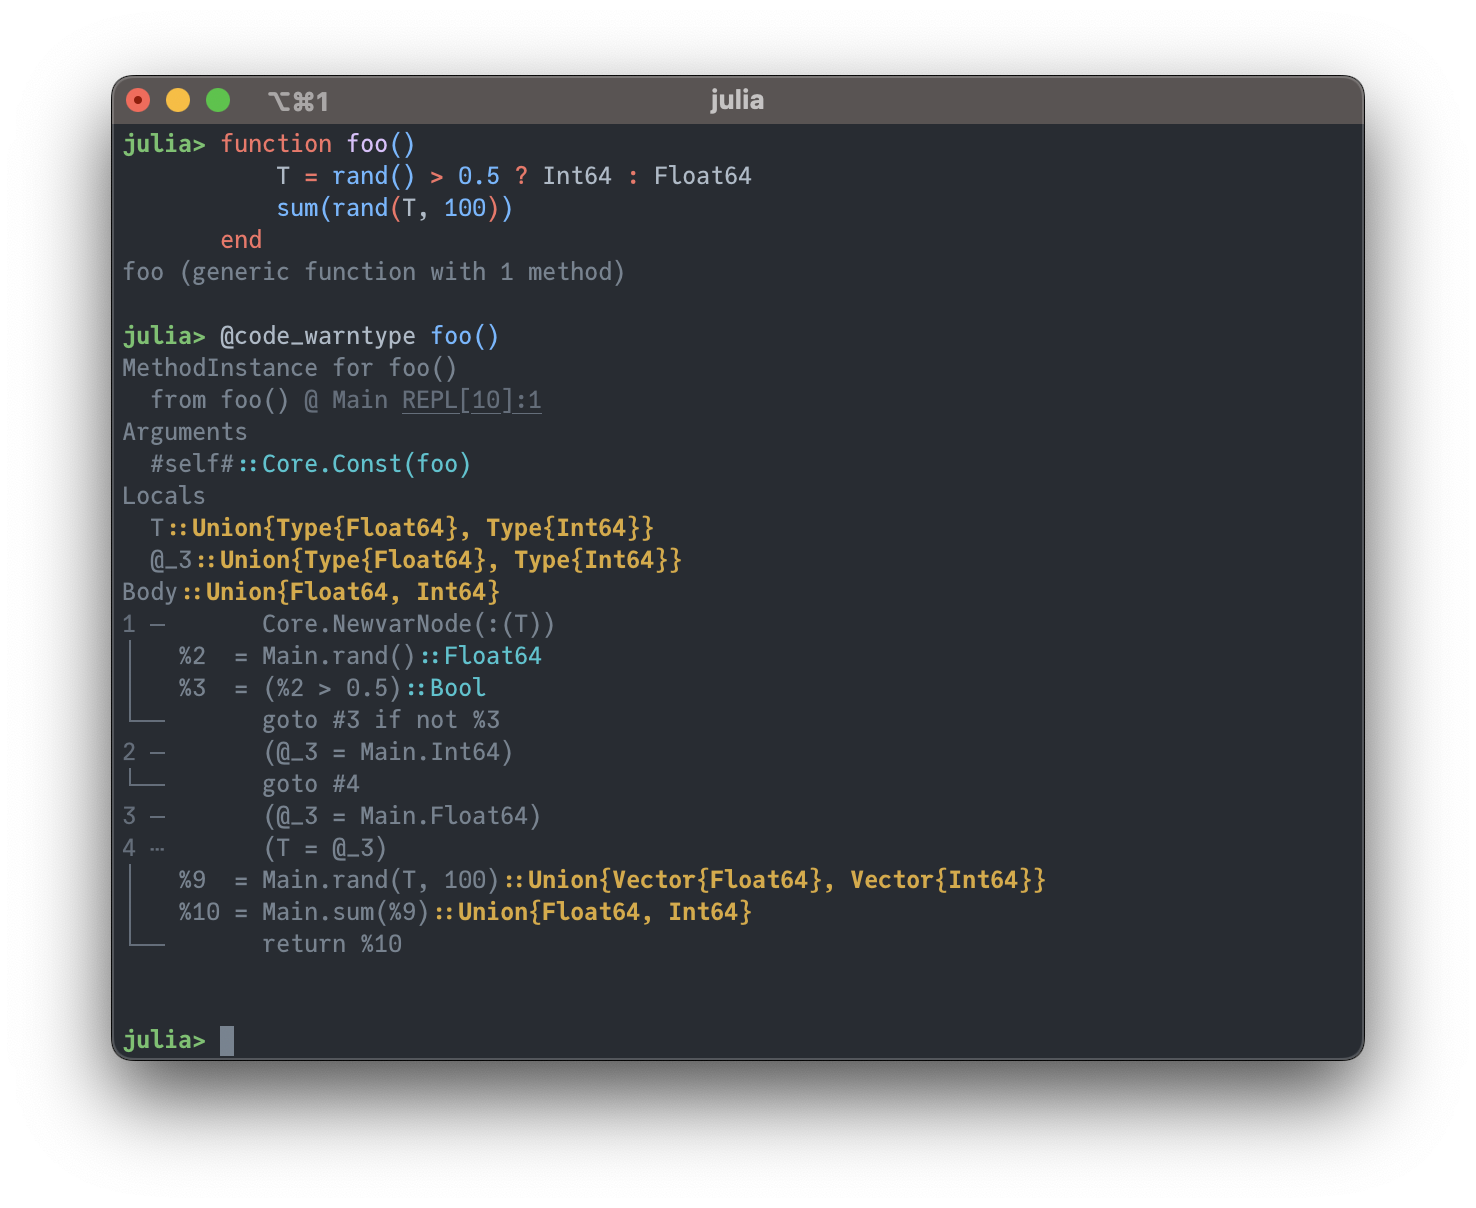 ⌥⌘1 julia
julia> function foo()
           T = rand() > 0.5 ? Int64 : Float64
           sum(rand(T, 100))
       end
foo (generic function with 1 method)
julia> @code_warntype foo()
MethodInstance for foo()
  from foo() @ Main REPL[10]:1
Arguments
  #self#::Core.Const(foo)
Locals
  T::Union{Type{Float64}, Type{Int64}}
  @_3::Union{Type{Float64}, Type{Int64}}
Body::Union{Float64, Int64}
1 ─       Core.NewvarNode(:(T))
│   %2  = Main.rand()::Float64
│   %3  = (%2 > 0.5)::Bool
└──       goto #3 if not %3
2 ─       (@_3 = Main.Int64)
└──       goto #4
3 ─       (@_3 = Main.Float64)
4 ┄       (T = @_3)
│   %9  = Main.rand(T, 100)::Union{Vector{Float64}, Vector{Int64}}
│   %10 = Main.sum(%9)::Union{Float64, Int64}
└──       return %10
julia>